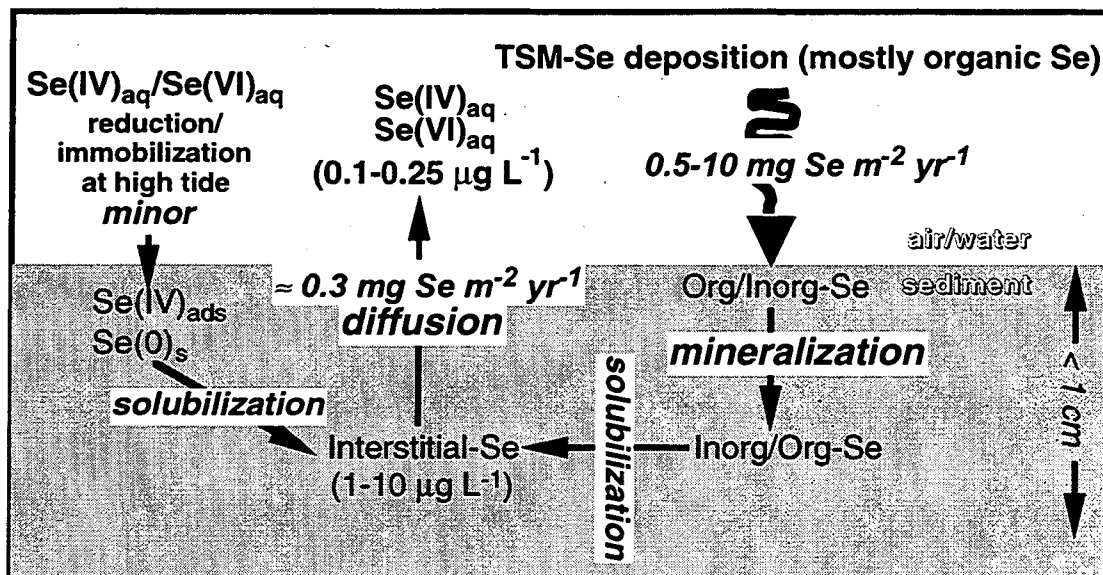 TSM-Se deposition (mostly organic Se)
Se(IV)aq/Se(VI)aq
reduction/
immobilization
at high tide
minor
Se(IV)aq
Se(VI)aq
(0.1-0.25 μg L-1)
0.5-10 mg Se m-2 yr-1
air/water
sediment
Se(IV)ads
Se(0)s
≈ 0.3 mg Se m-2 yr-1
diffusion
Org/Inorg-Se
mineralization
< 1 cm
solubilization
solubilization
Interstitial-Se
(1-10 μg L-1)
Inorg/Org-Se